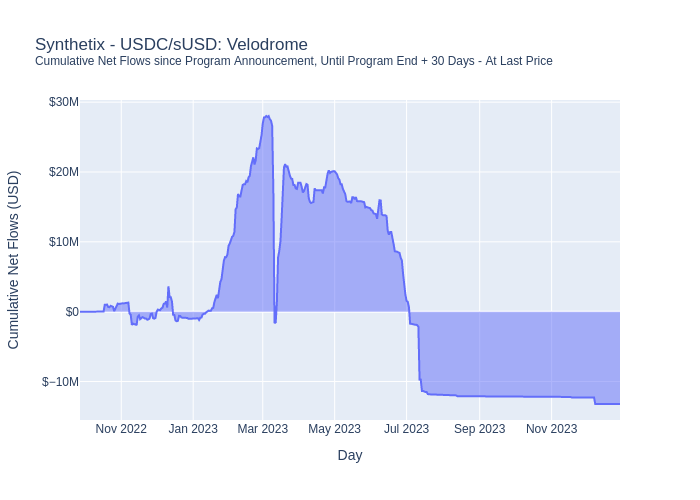 Synthetix - USDC/sUSD: Velodrome
Cumulative Net Flows since Program Announcement, Until Program End + 30 Days - At Last Price
Cumulative Net Flows (USD)
$30M
$20M
$10M
$0
$−10M
Nov 2022
Jan 2023
Mar 2023
May 2023
Jul 2023
Sep 2023
Nov 2023
Day